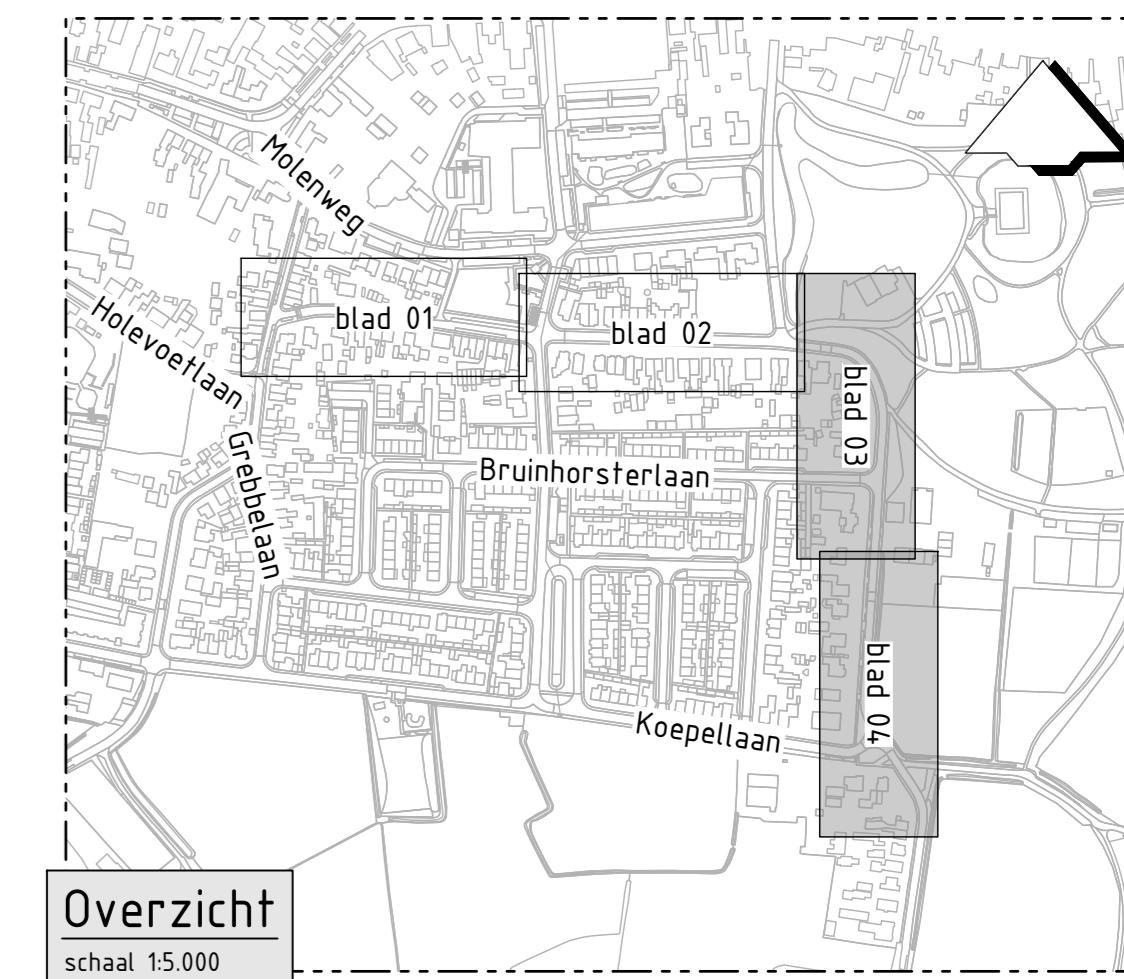 Molenweg
Holevoetlaan
blad 01
blad 02
blad 03
Grebbelaan
Bruinhorsterlaan
blad 04
Koepellaan
Overzicht
schaal 1:5.000